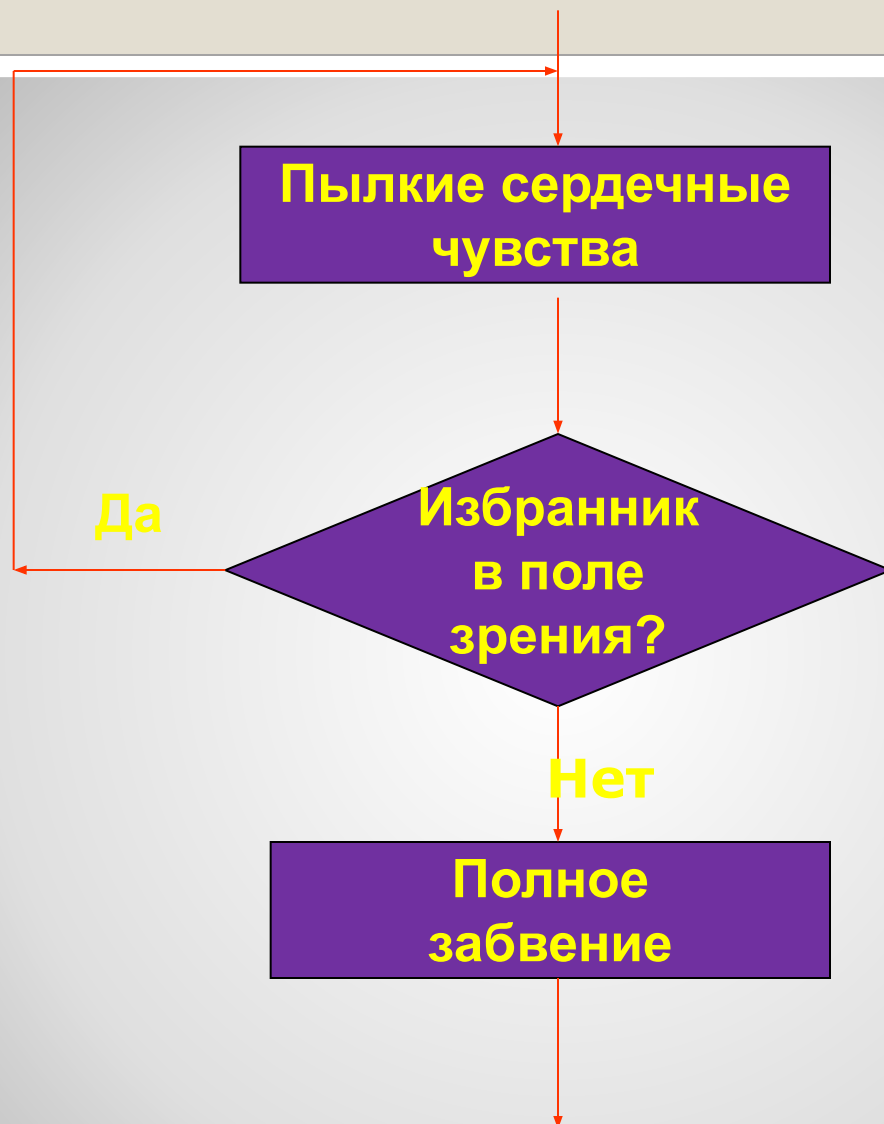 Пылкие сердечные
чувства
Да
Избранник
в поле
зрения?
Нет
Полное
забвение